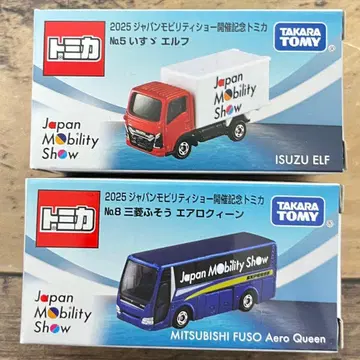 トミカ
2025 ジャパンモビリティショー開催記念トミカ
No.5 いすゞ エルフ
TAKARA
TOMY
Japan
Mobility
Show
Japan
Mobility
Show
ISUZU ELF
トミカ
2025 ジャパンモビリティショー開催記念トミカ
No.8 三菱ふそう エアロクィーン
TAKARA
TOMY
Japan
Mobility
Show
Japan Mobility Show
MITSUBISHI FUSO Aero Queen